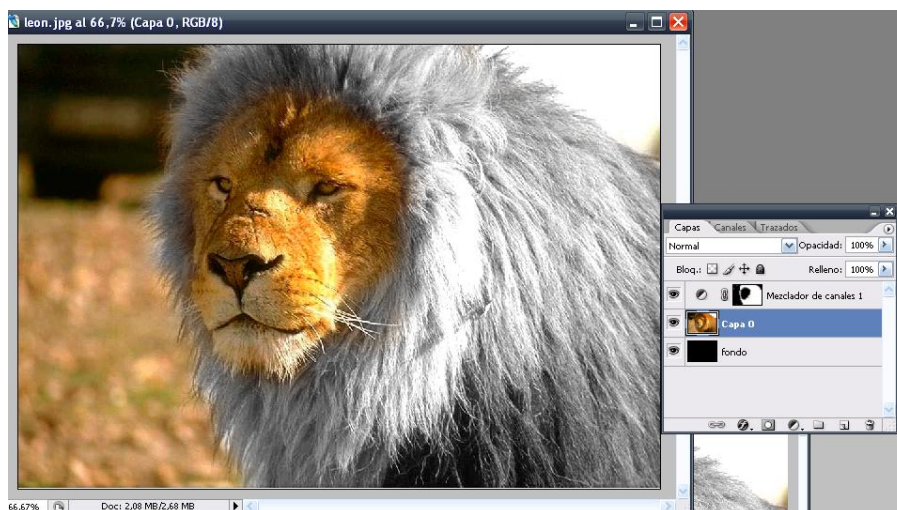 leon.jpg al 66,7% (Capa 0, RGB/8)
Capas Canales Trazados
Normal Opacidad: 100%
Bloq.: Relleno: 100%
Mezclador de canales 1
Capa 0
fondo
66,67% Doc: 2,08 MB/2,68 MB